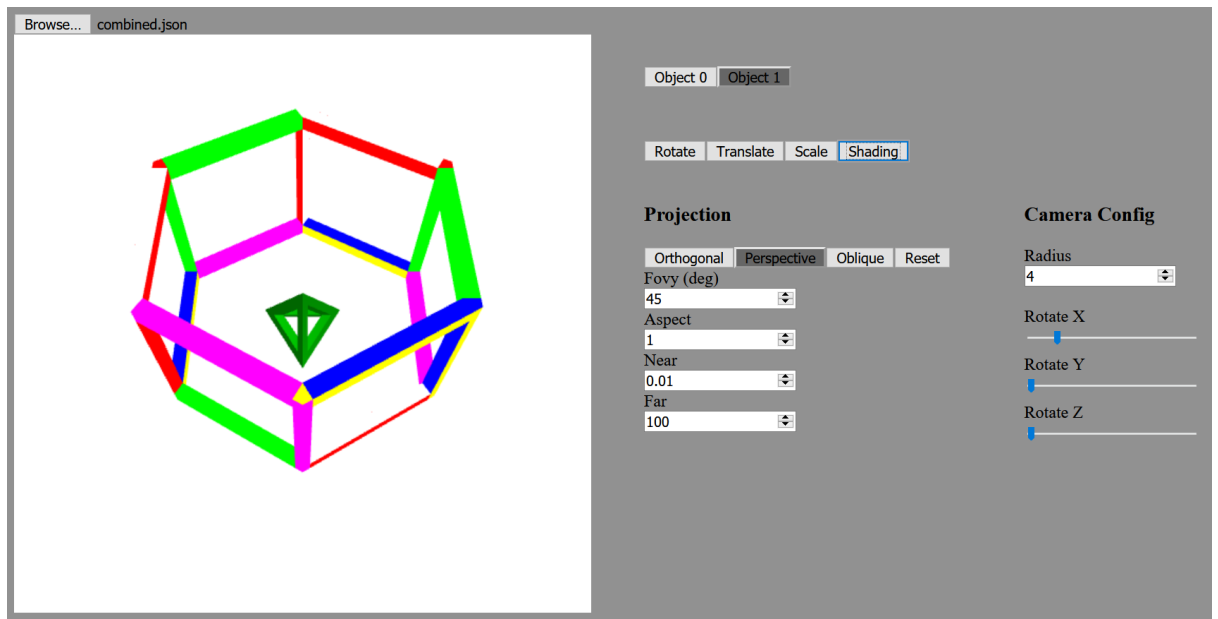 Browse... combined.json
Object 0 Object 1
Rotate Translate Scale Shading
Projection
Orthogonal Perspective Oblique Reset
Fovy (deg)
45
Aspect
1
Near
0.01
Far
100
Camera Config
Radius
4
Rotate X
Rotate Y
Rotate Z